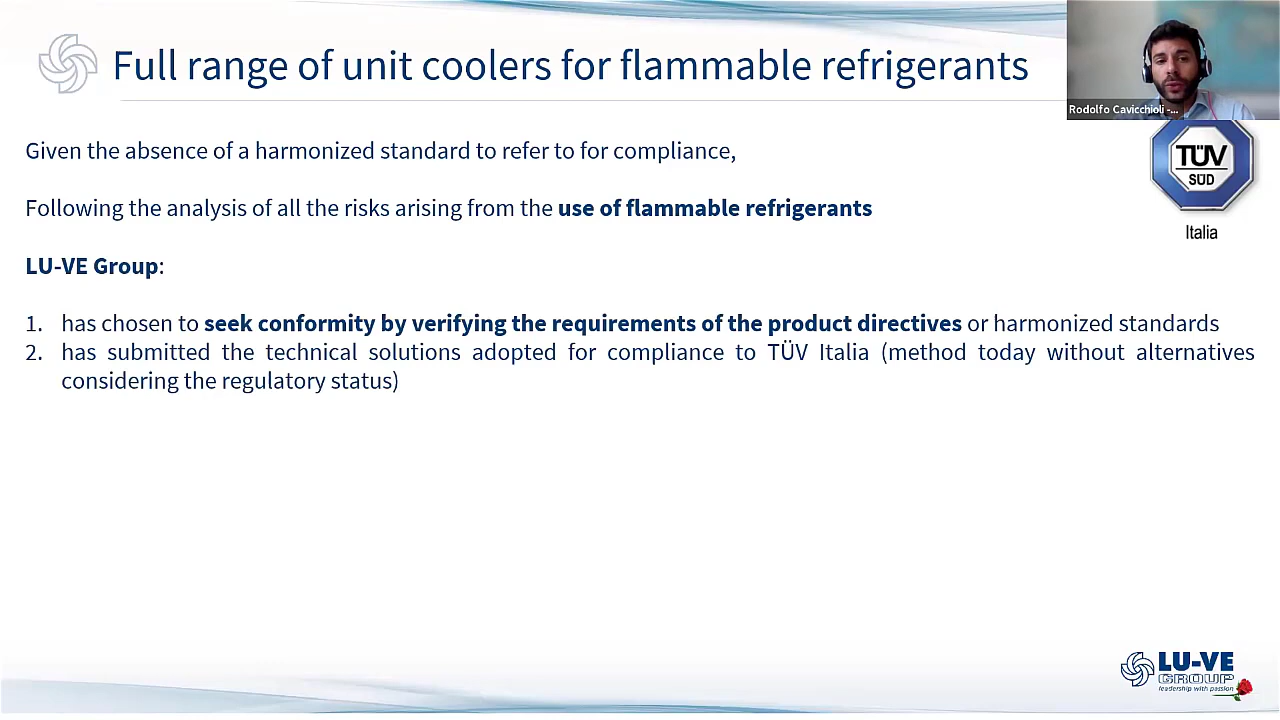 Full range of unit coolers for flammable refrigerants
Rodolfo Cavicchioli -...
Given the absence of a harmonized standard to refer to for compliance,
TÜV
SÜD
Italia
Following the analysis of all the risks arising from the use of flammable refrigerants
LU-VE Group:
1. has chosen to seek conformity by verifying the requirements of the product directives or harmonized standards
2. has submitted the technical solutions adopted for compliance to TÜV Italia (method today without alternatives
considering the regulatory status)
LU-VE
GROUP
leadership with passion